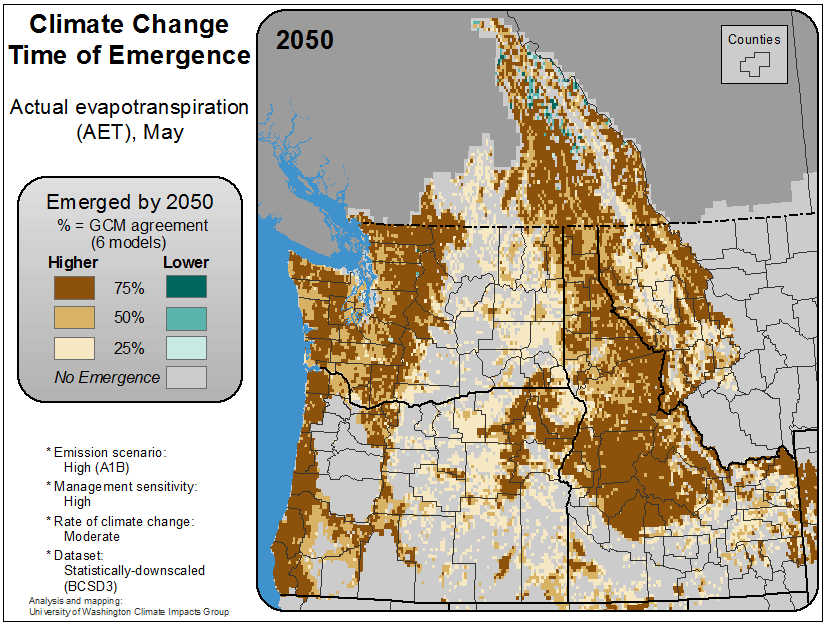 Climate Change
Time of Emergence
Actual evapotranspiration
(AET), May
Emerged by 2050
% = GCM agreement
(6 models)
Higher Lower
75%
50%
25%
No Emergence
* Emission scenario:
High (A1B)
* Management sensitivity:
High
* Rate of climate change:
Moderate
* Dataset:
Statistically-downscaled
(BCSD3)
Analysis and mapping:
University of Washington Climate Impacts Group
2050
Counties